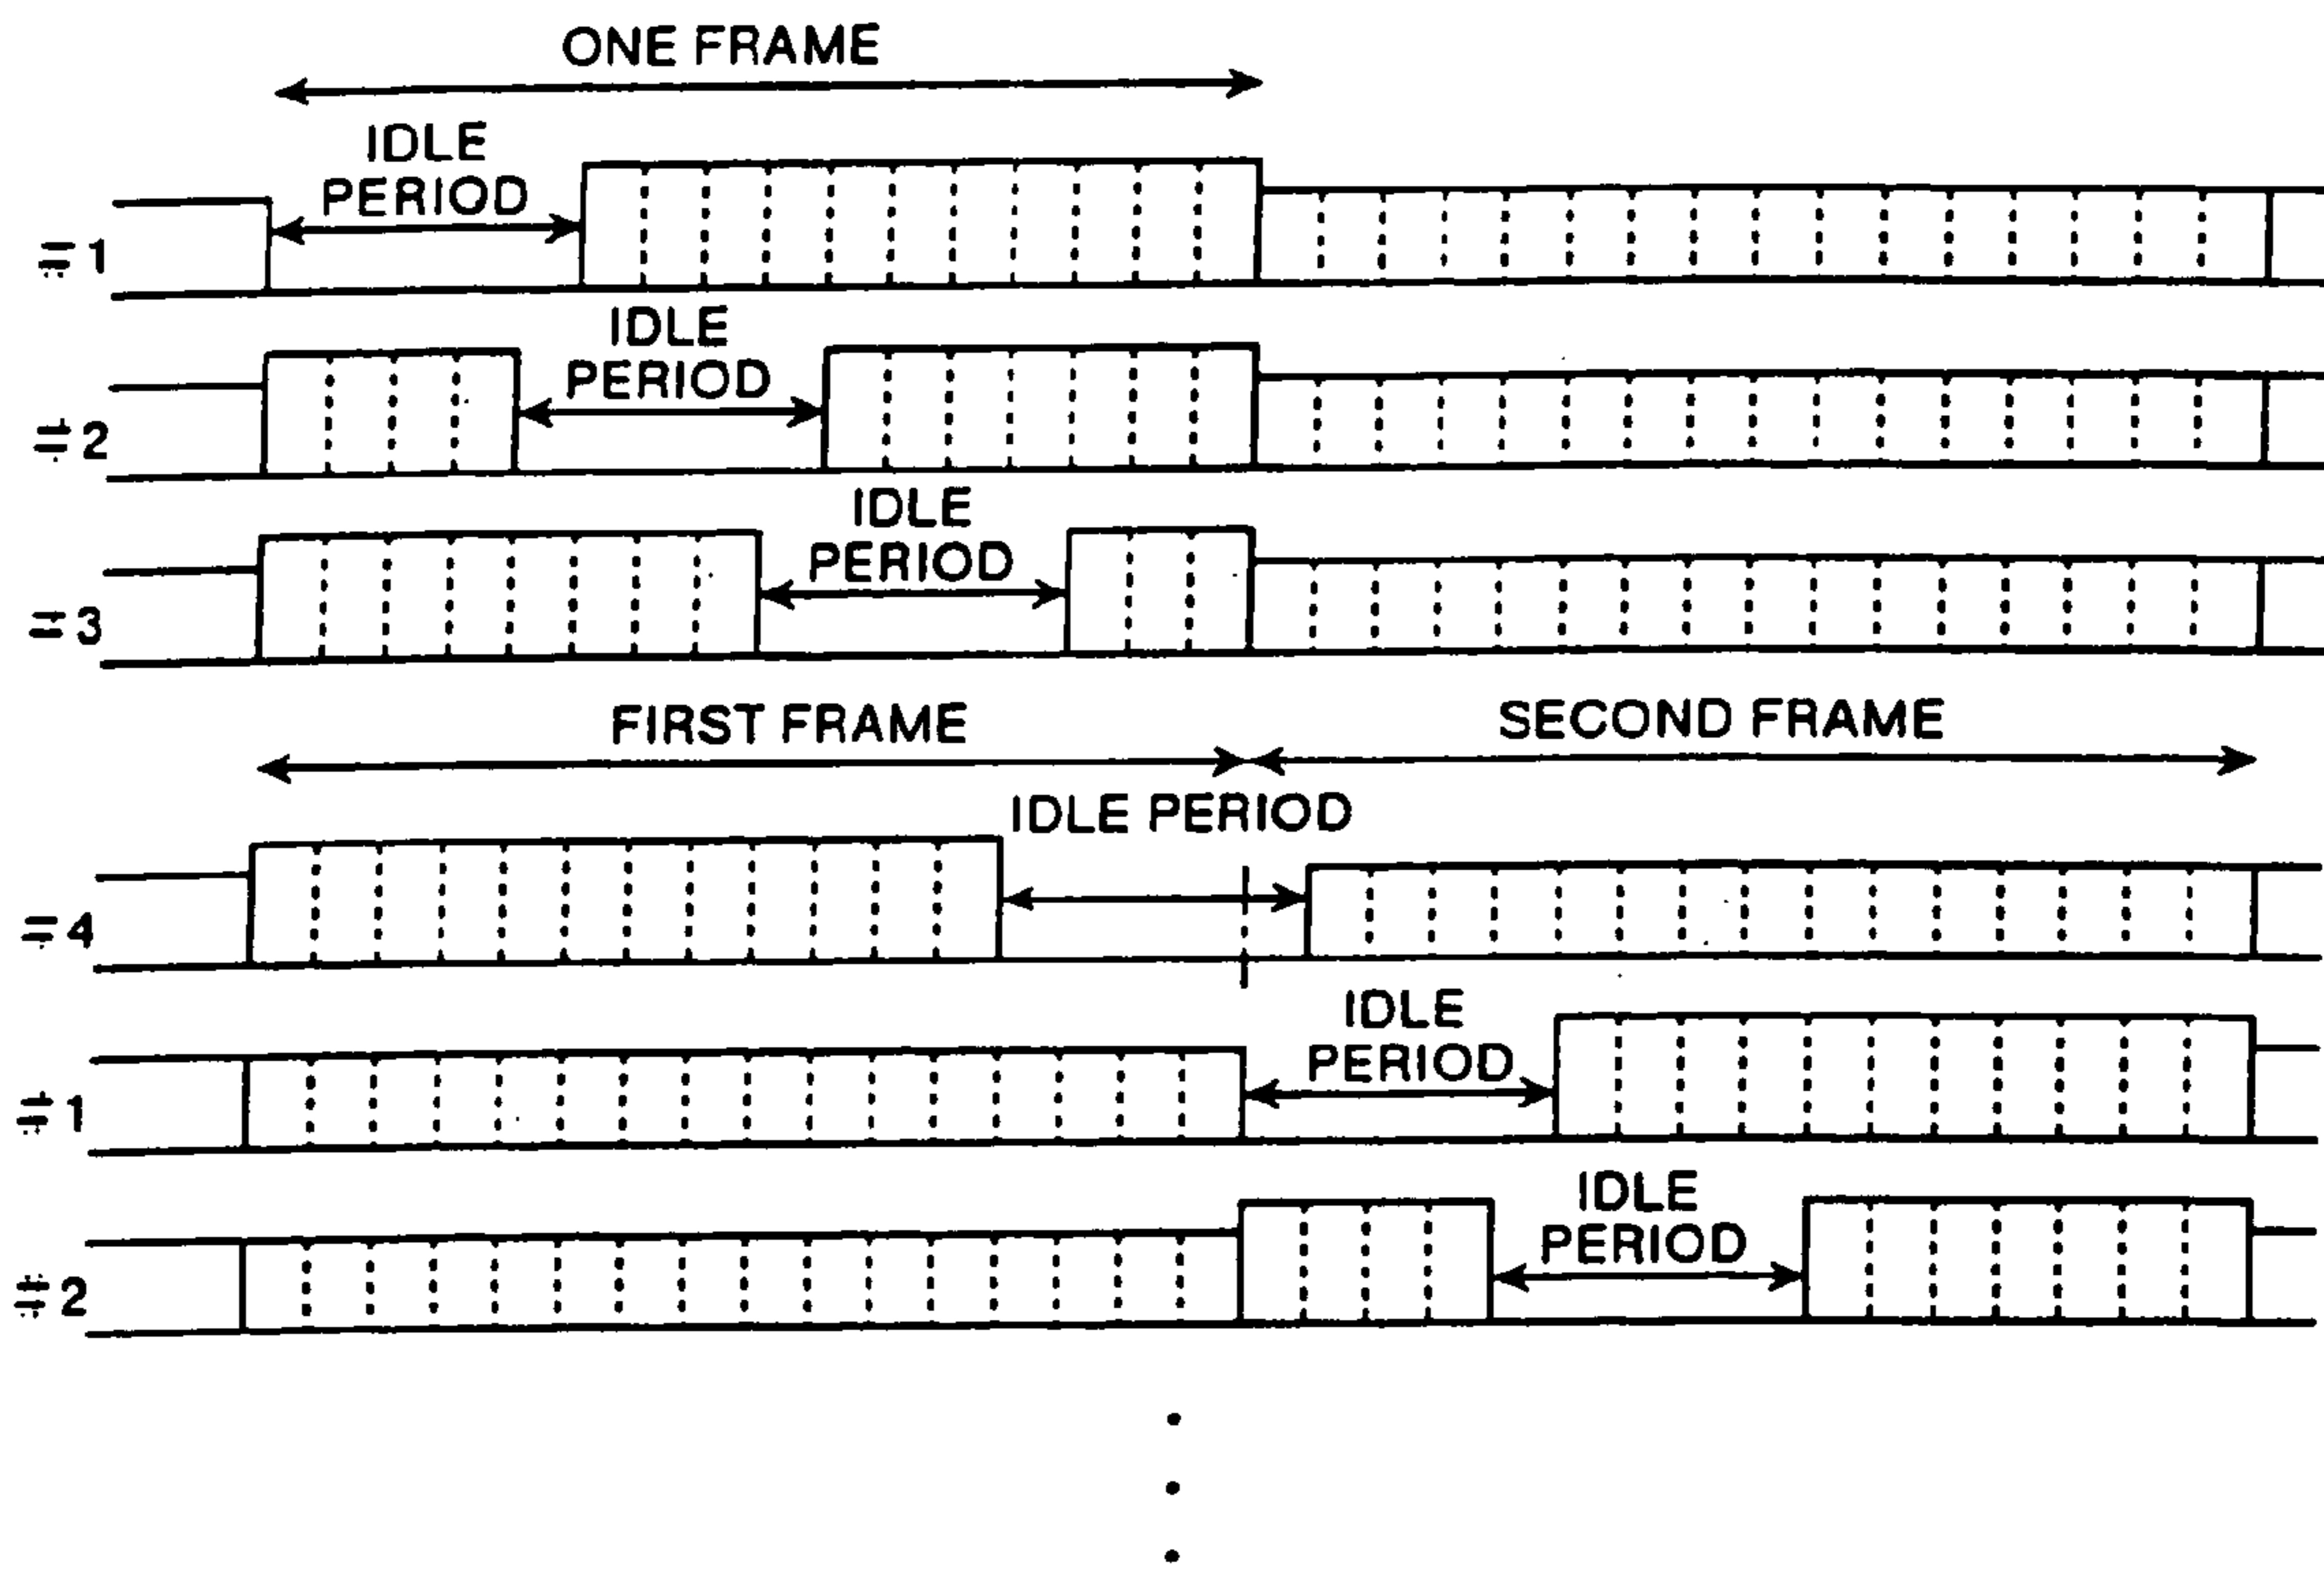 ONE FRAME
IDLE
PERIOD
#1
IDLE
PERIOD
#2
IDLE
PERIOD
#3
FIRST FRAME
SECOND FRAME
IDLE PERIOD
#4
IDLE
PERIOD
#1
IDLE
PERIOD
#2